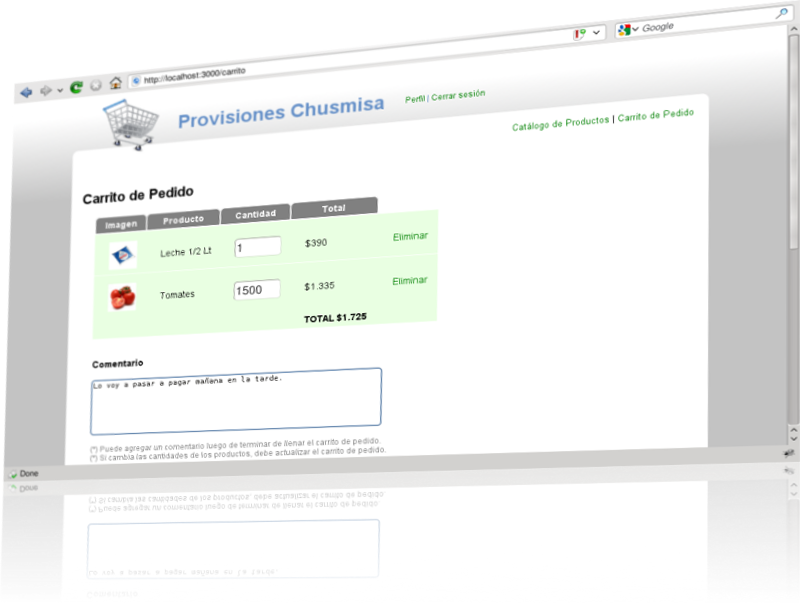 Google
http://localhost:3000/carrito
Provisiones Chusmisa
Perfil | Cerrar sesión
Catálogo de Productos | Carrito de Pedido
Carrito de Pedido
Imagen Producto Cantidad Total
Leche 1/2 Lt 1 $390 Eliminar
Tomates 1500 $1.335 Eliminar
TOTAL $1.725
Comentario
Lo voy a pasar a pagar mañana en la tarde.
(*) Puede agregar un comentario luego de terminar de llenar el carrito de pedido.
(*) Si cambia las cantidades de los productos, debe actualizar el carrito de pedido.
Done